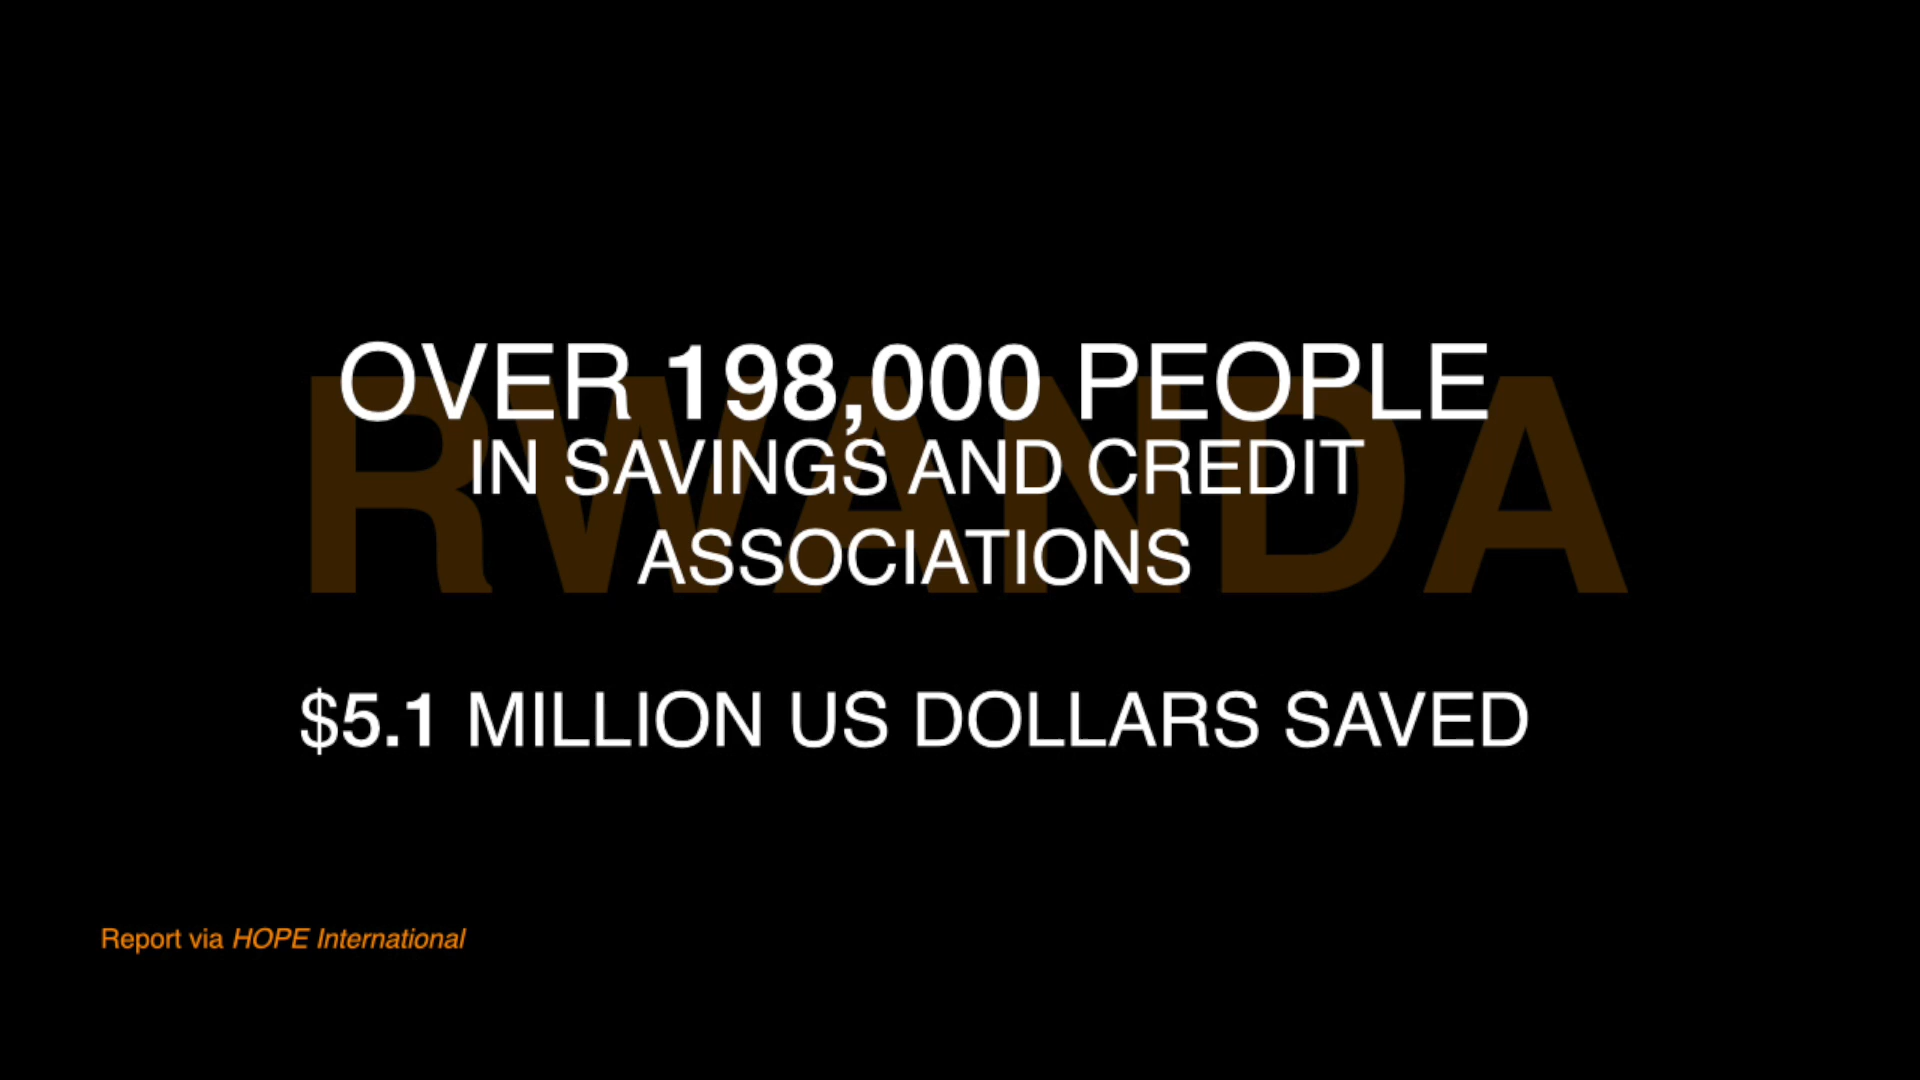 RWANDA
OVER 198,000 PEOPLE
IN SAVINGS AND CREDIT
ASSOCIATIONS
$5.1 MILLION US DOLLARS SAVED
Report via HOPE International